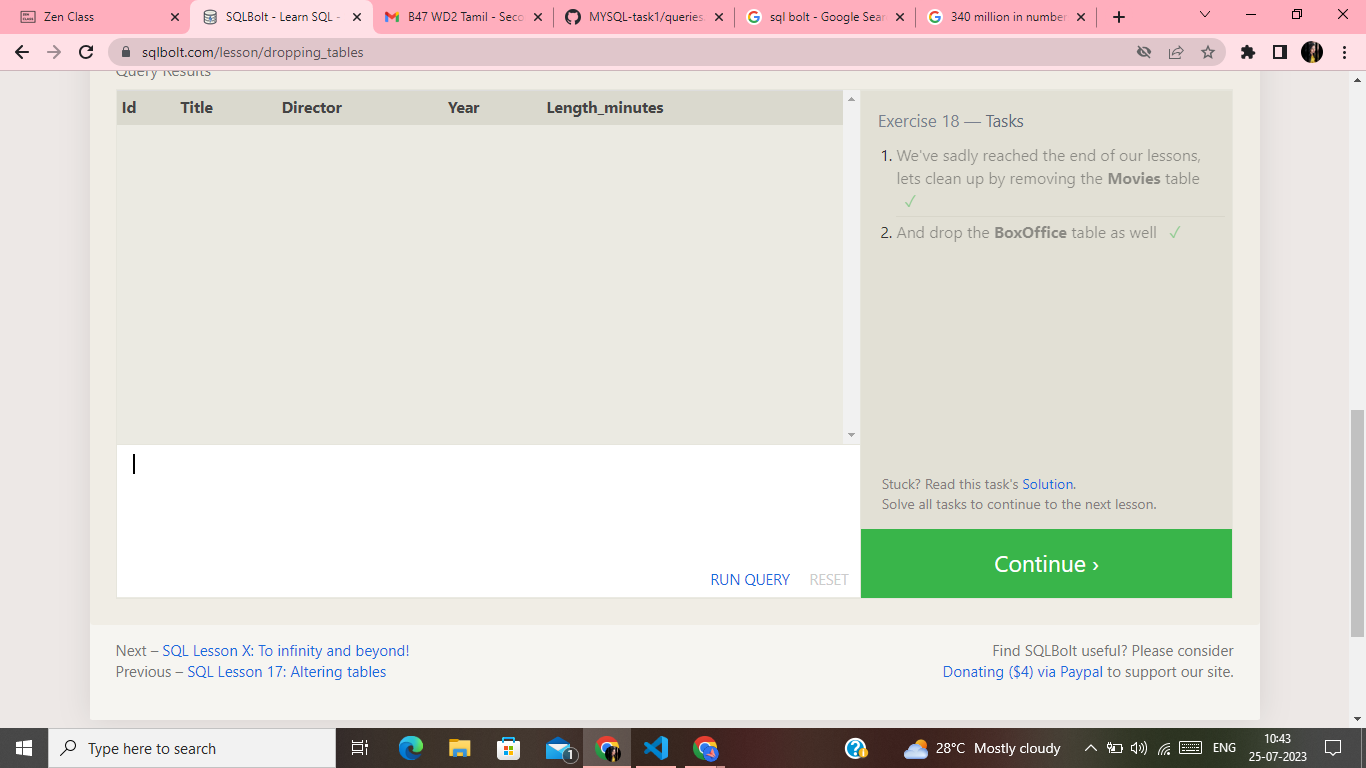 Zen Class
SQLBolt - Learn SQL -
B47 WD2 Tamil - Seco
MYSQL-task1/queries.
sql bolt - Google Sear
340 million in number
sqlbolt.com/lesson/dropping_tables
Query Results
Id Title Director Year Length_minutes
Exercise 18 — Tasks
1. We've sadly reached the end of our lessons,
lets clean up by removing the Movies table
✓
2. And drop the BoxOffice table as well ✓
Stuck? Read this task's Solution.
Solve all tasks to continue to the next lesson.
RUN QUERY RESET
Continue ›
Next – SQL Lesson X: To infinity and beyond!
Previous – SQL Lesson 17: Altering tables
Find SQLBolt useful? Please consider
Donating ($4) via Paypal to support our site.
Type here to search
1
28°C Mostly cloudy
ENG
10:43
25-07-2023